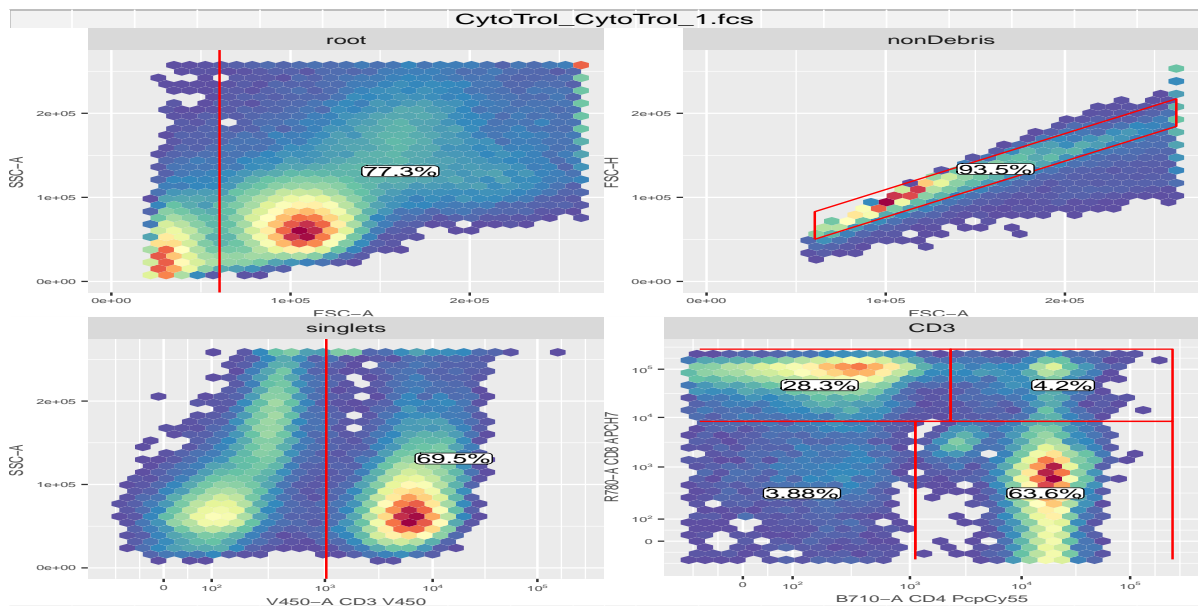 CytoTrol_CytoTrol_1.fcs
root
nonDebris
SSC-A
2e+05
1e+05
0e+00
77.3%
0e+00 1e+05 2e+05
FSC-A
FSC-H
2e+05
1e+05
0e+00
93.5%
0e+00 1e+05 2e+05
FSC-A
singlets
CD3
SSC-A
2e+05
1e+05
0e+00
69.5%
0 10² 10³ 10⁴ 10⁵
V450-A CD3 V450
R780-A CD8 APCH7
10⁵
10⁴
10³
10²
0
28.3% 4.2%
3.88% 63.6%
0 10² 10³ 10⁴ 10⁵
B710-A CD4 PcpCy55